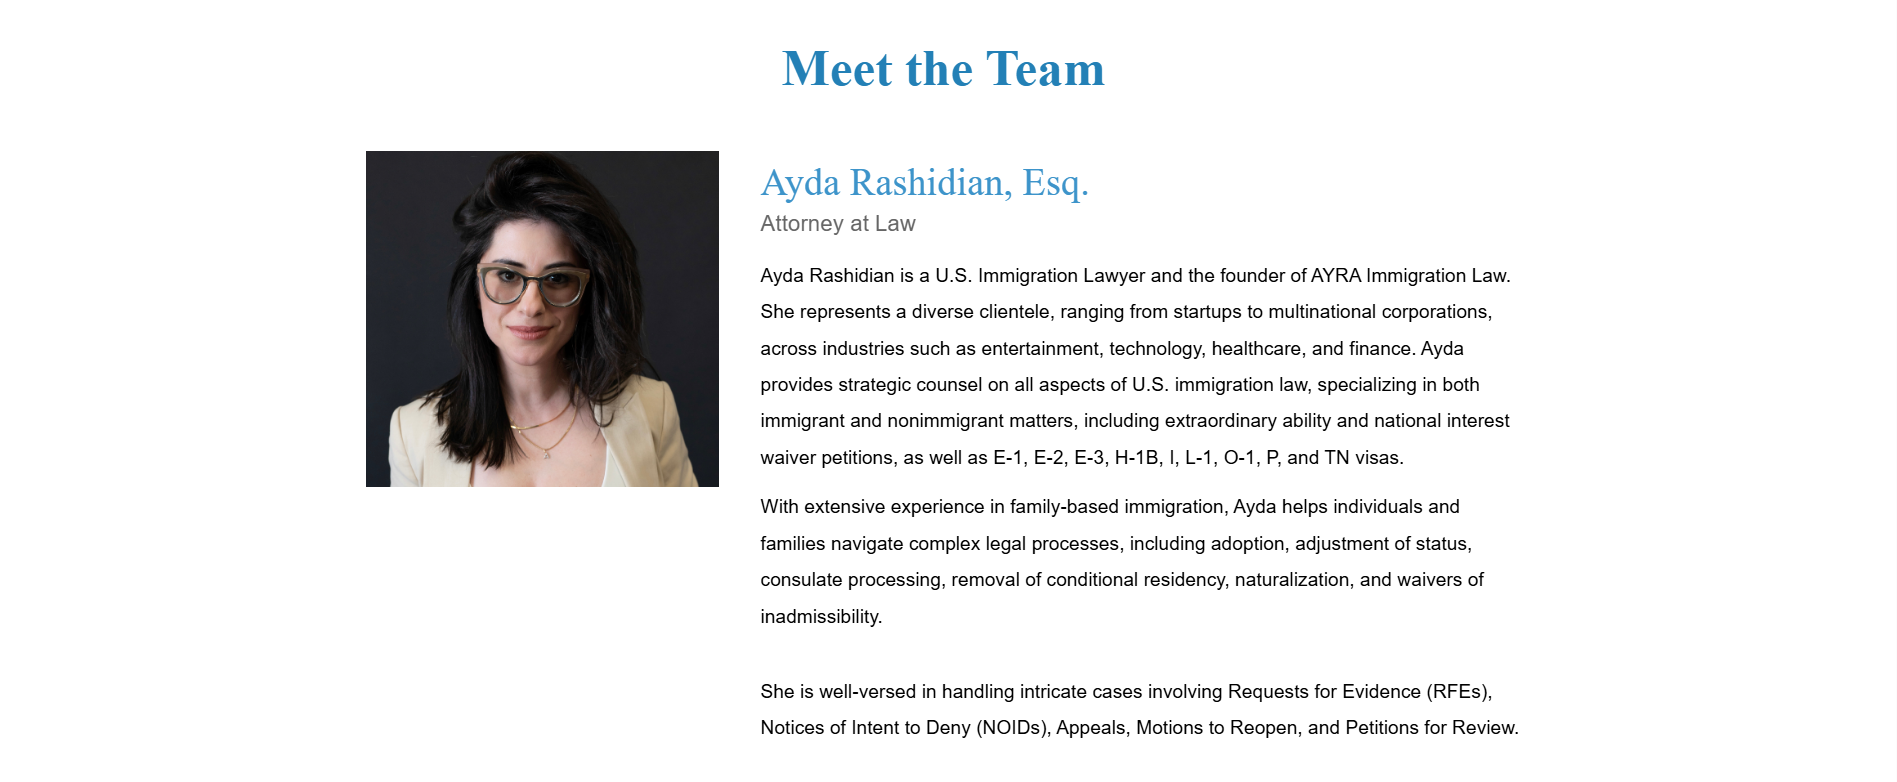 Meet the Team
Ayda Rashidian, Esq.
Attorney at Law
Ayda Rashidian is a U.S. Immigration Lawyer and the founder of AYRA Immigration Law.
She represents a diverse clientele, ranging from startups to multinational corporations,
across industries such as entertainment, technology, healthcare, and finance. Ayda
provides strategic counsel on all aspects of U.S. immigration law, specializing in both
immigrant and nonimmigrant matters, including extraordinary ability and national interest
waiver petitions, as well as E-1, E-2, E-3, H-1B, I, L-1, O-1, P, and TN visas.
With extensive experience in family-based immigration, Ayda helps individuals and
families navigate complex legal processes, including adoption, adjustment of status,
consulate processing, removal of conditional residency, naturalization, and waivers of
inadmissibility.
She is well-versed in handling intricate cases involving Requests for Evidence (RFEs),
Notices of Intent to Deny (NOIDs), Appeals, Motions to Reopen, and Petitions for Review.